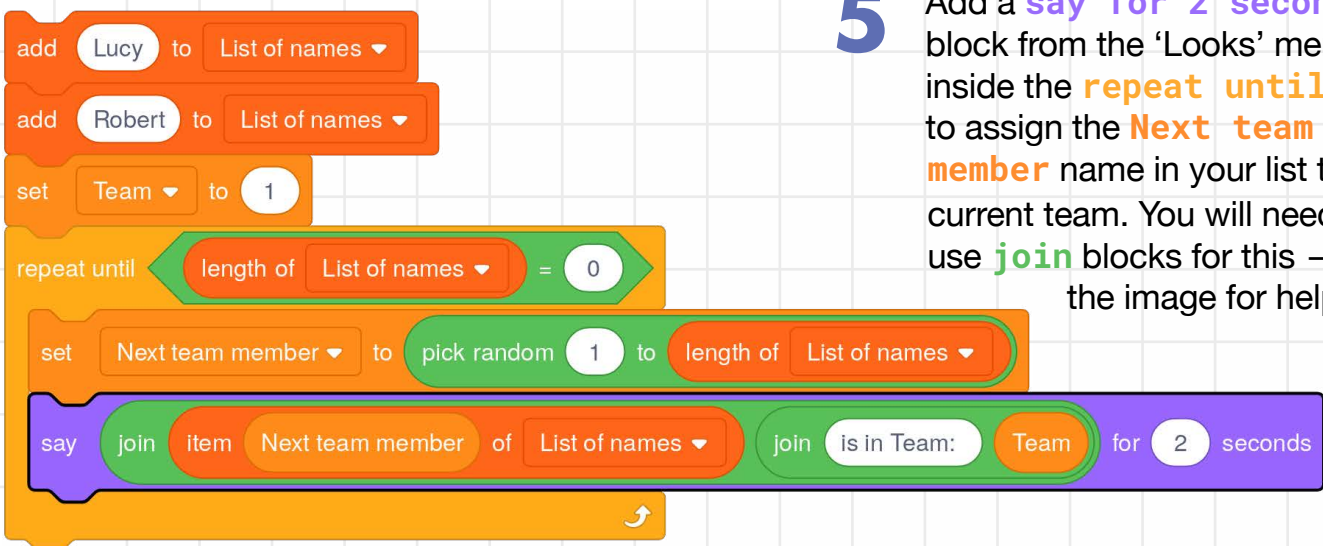 add Lucy to List of names
add Robert to List of names
set Team to 1
repeat until length of List of names = 0
set Next team member to pick random 1 to length of List of names
say join item Next team member of List of names join is in Team: Team for 2 seconds
5
Add a say for 2
block from the ‘Looks’
inside the repeat until
to assign the Next team
member name in your list
current team. You will
use join blocks for this –
the image for